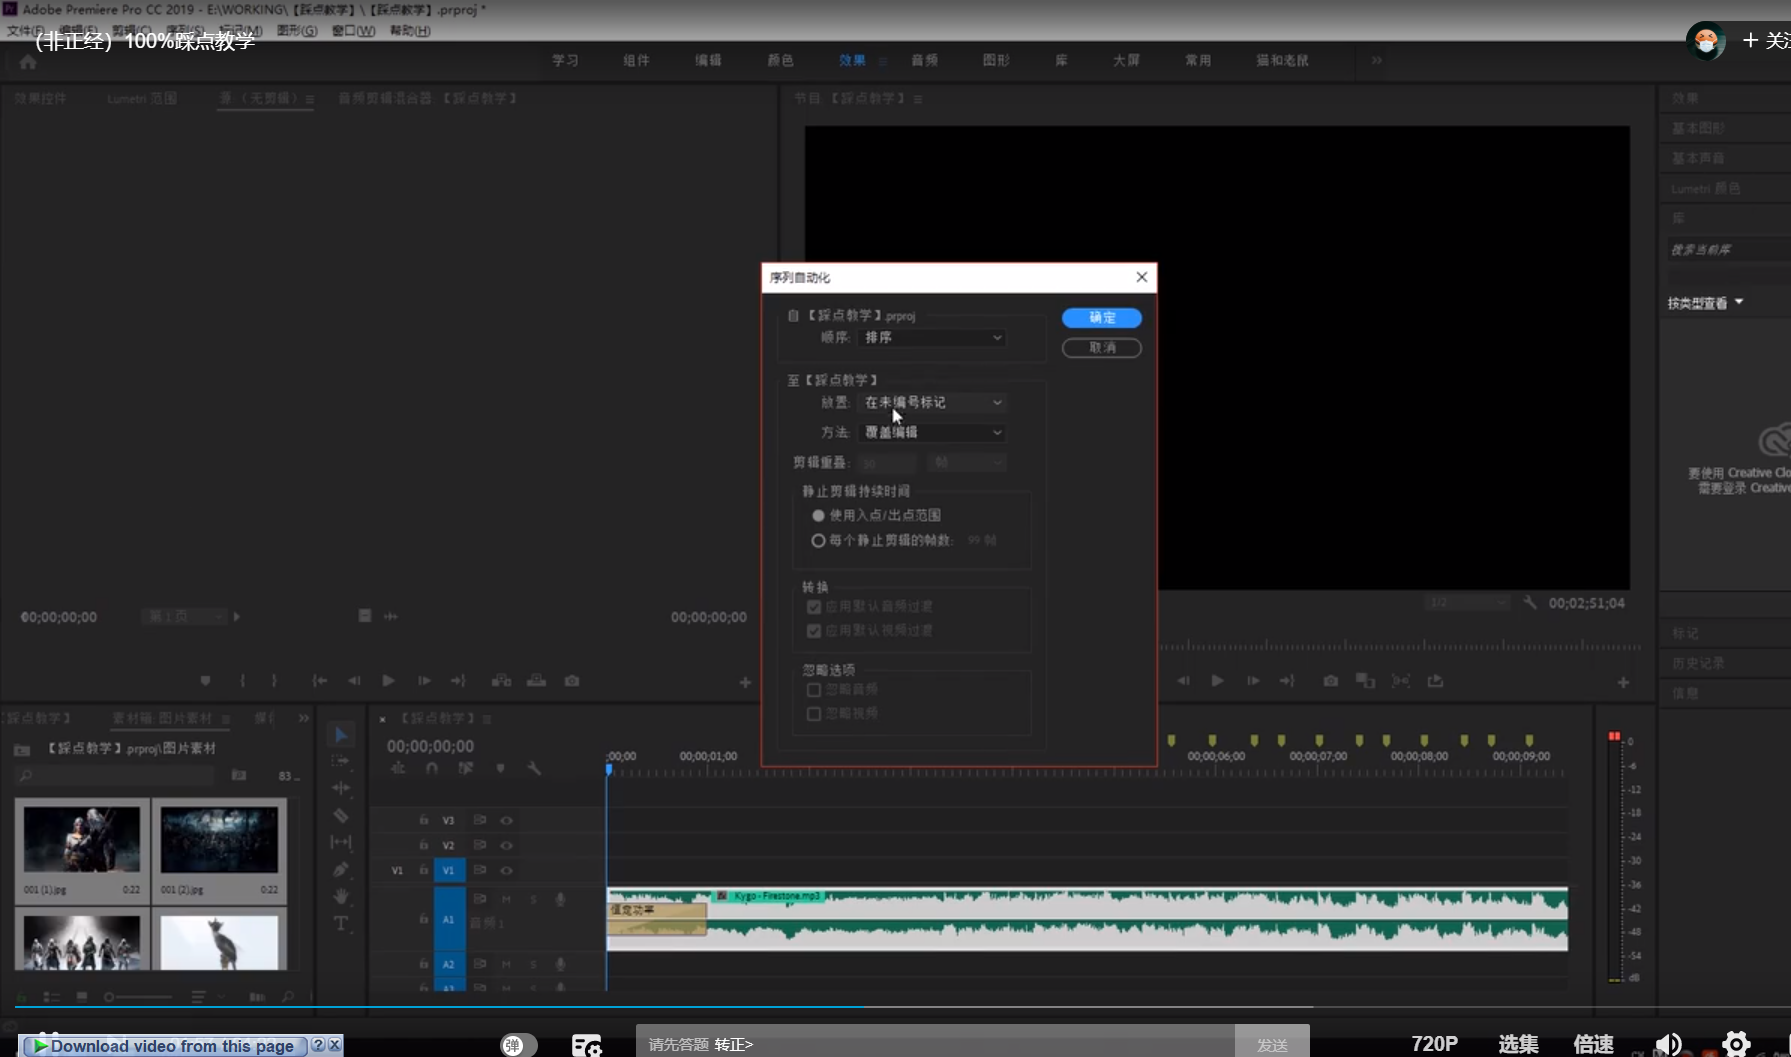 Adobe Premiere Pro CC 2019 - E:\WORKING\【踩点教学】\【踩点教学】.prproj *
文件(F) 编辑(E) 剪辑(C) 序列(S) 标记(M) 图形(G) 窗口(W) 帮助(H)
(非正经）100%踩点教学
+ 关注
学习 组件 编辑 颜色 效果 音频 图形 库 大屏 常用 猫和老鼠 »
效果控件 Lumetri 范围 源 （无剪辑） 音频剪辑混合器 【踩点教学】
节目 【踩点教学】
效果
基本图形
基本声音
Lumetri 颜色
库
搜索当前库
按类型查看
要使用 Creative Clo
需要登录 Creative
序列自动化
自【踩点教学】.prproj
顺序: 排序
确定
取消
至【踩点教学】
放置: 在未编号标记
方法: 覆盖编辑
剪辑重叠: 30 帧
静止剪辑持续时间
使用入点/出点范围
每个静止剪辑的帧数: 99 帧
转换
应用默认音频过渡
应用默认视频过渡
忽略选项
忽略音频
忽略视频
00;00;00;00 第1页 00;00;00;00
1/2 00;02;51;04
标记
历史记录
信息
踩点教学】 素材箱: 图片素材
【踩点教学】.prproj\图片素材
83...
001 (1).jpg 0:22 001 (2).jpg 0:22
× 【踩点教学】
00;00;00;00
;00;00 00;00;01;00 00;00;06;00 00;00;07;00 00;00;08;00 00;00;09;00
V3
V2
V1 V1
A1 M S
音频 1
A2 M S
A3 M S
Kygo - Firestone.mp3
恒定功率
0
-6
-12
-18
-24
-30
-36
-42
-48
-54
dB
Download video from this page ? X
弹
请先答题 转正>
发送
720P 选集 倍速